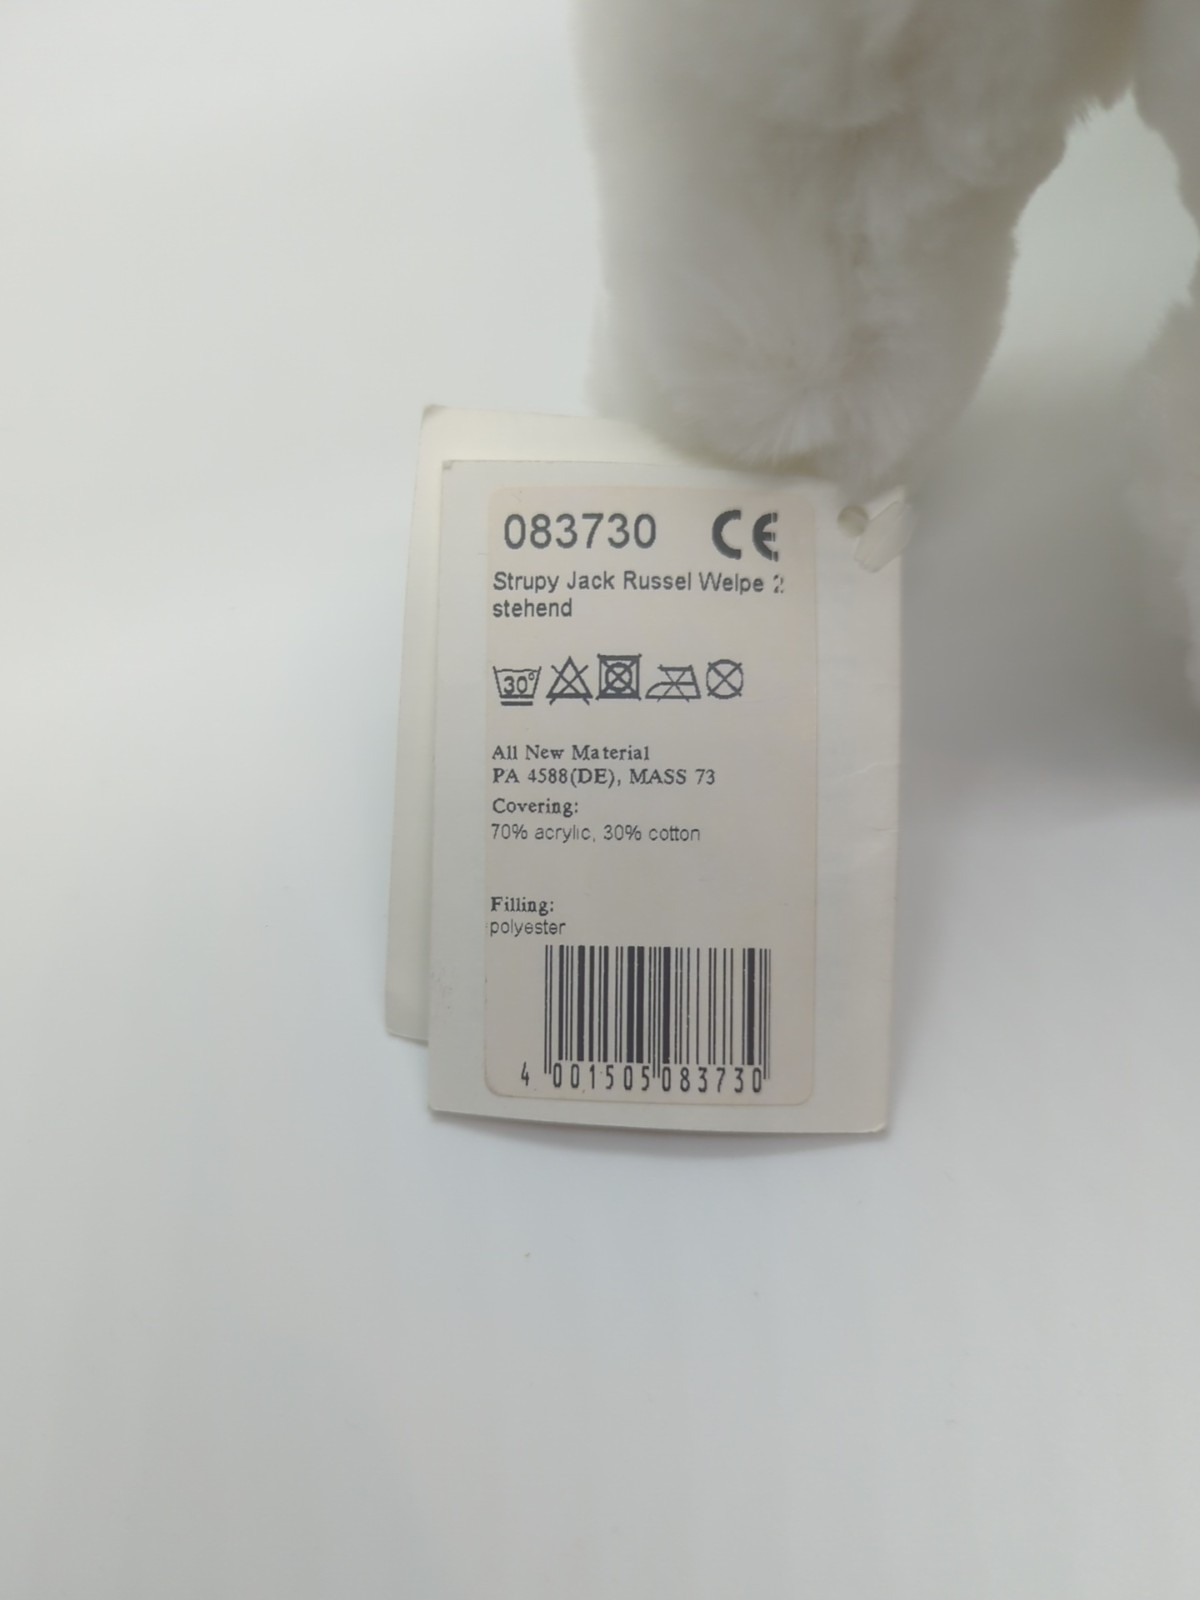 083730 CE
Strupy Jack Russel Welpe 2
stehend
30°
All New Material
PA 4588(DE), MASS 73
Covering:
70% acrylic, 30% cotton
Filling:
polyester
4 001505 083730